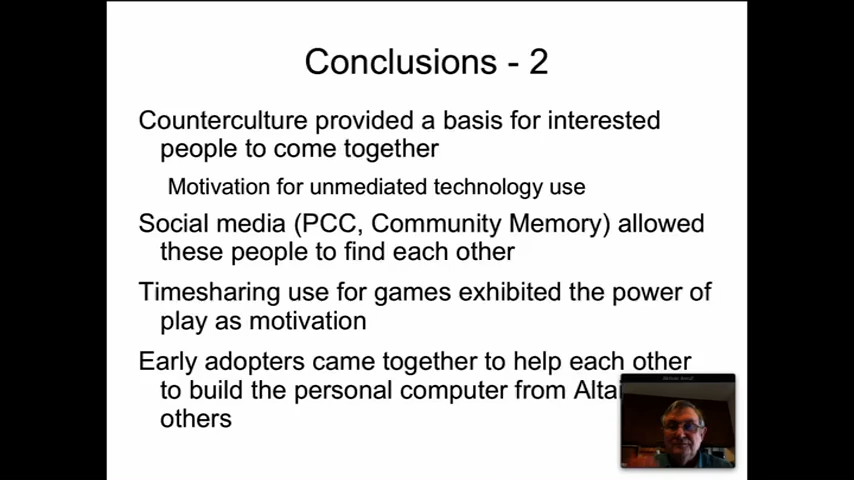 Conclusions - 2
Counterculture provided a basis for interested
people to come together
Motivation for unmediated technology use
Social media (PCC, Community Memory) allowed
these people to find each other
Timesharing use for games exhibited the power of
play as motivation
Early adopters came together to help each other
to build the personal computer from
others